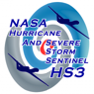 NASA
HURRICANE
AND SEVERE
STORM
SENTINEL
HS3